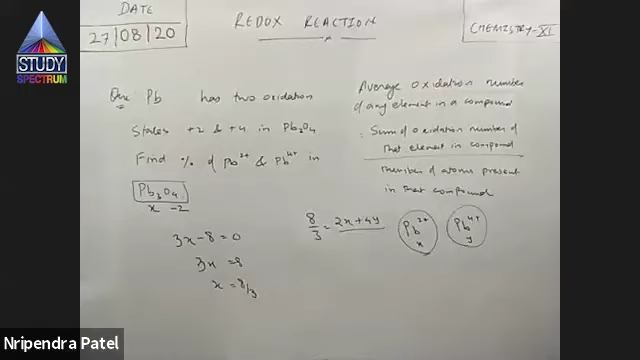 DATE
27/08/20
REDOX REACTION
CHEMISTRY-XI
STUDY
SPECTRUM
Que Pb has two oxidation
States +2 & +4 in Pb3O4
Find % of Pb²⁺ & Pb⁴⁺ in
Pb3O4
x -2
3x-8=0
3x =8
x =8/3
Average oxidation number
of any element in a compound
= Sum of oxidation number of
that element in compound
number of atoms present
in that compound
8/3 = 2x+4y
Pb²⁺
x
Pb⁴⁺
y
Nripendra Patel